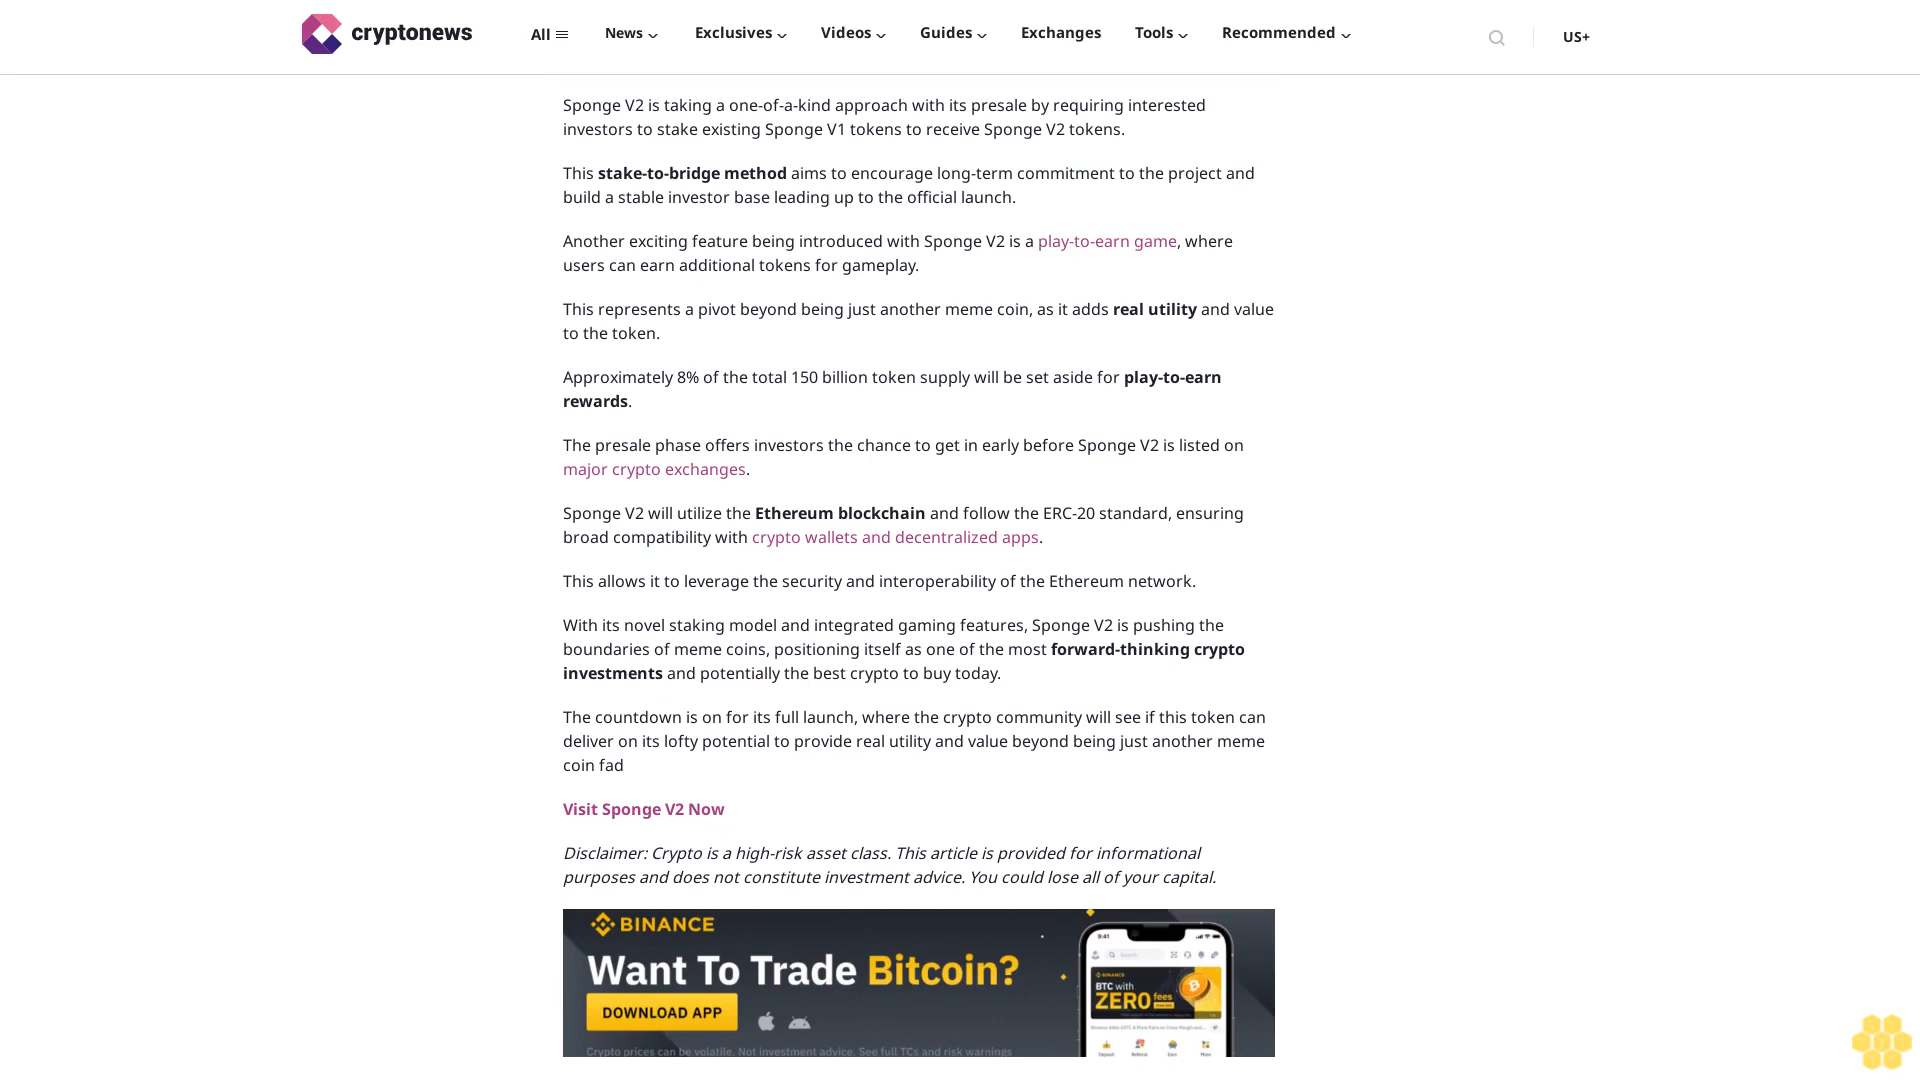 cryptonews
All
News
Exclusives
Videos
Guides
Exchanges
Tools
Recommended
US+
Sponge V2 is taking a one-of-a-kind approach with its presale by requiring interested
investors to stake existing Sponge V1 tokens to receive Sponge V2 tokens.
This stake-to-bridge method aims to encourage long-term commitment to the project and
build a stable investor base leading up to the official launch.
Another exciting feature being introduced with Sponge V2 is a play-to-earn game, where
users can earn additional tokens for gameplay.
This represents a pivot beyond being just another meme coin, as it adds real utility and value
to the token.
Approximately 8% of the total 150 billion token supply will be set aside for play-to-earn
rewards.
The presale phase offers investors the chance to get in early before Sponge V2 is listed on
major crypto exchanges.
Sponge V2 will utilize the Ethereum blockchain and follow the ERC-20 standard, ensuring
broad compatibility with crypto wallets and decentralized apps.
This allows it to leverage the security and interoperability of the Ethereum network.
With its novel staking model and integrated gaming features, Sponge V2 is pushing the
boundaries of meme coins, positioning itself as one of the most forward-thinking crypto
investments and potentially the best crypto to buy today.
The countdown is on for its full launch, where the crypto community will see if this token can
deliver on its lofty potential to provide real utility and value beyond being just another meme
coin fad
Visit Sponge V2 Now
Disclaimer: Crypto is a high-risk asset class. This article is provided for informational
purposes and does not constitute investment advice. You could lose all of your capital.
BINANCE
Want To Trade Bitcoin?
DOWNLOAD APP
Crypto prices can be volatile. Not investment advice. See full TCs and risk warnings
9:41
Search
BINANCE
BTC with
ZERO fees
Deposit
Referral
Earn
More